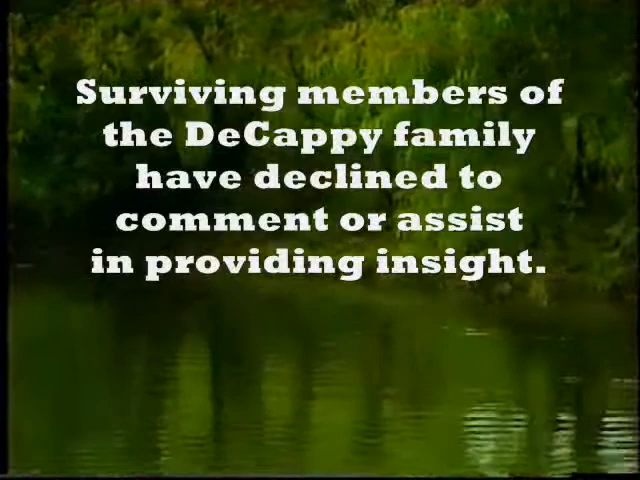 Surviving members of
the DeCappy family
have declined to
comment or assist
in providing insight.